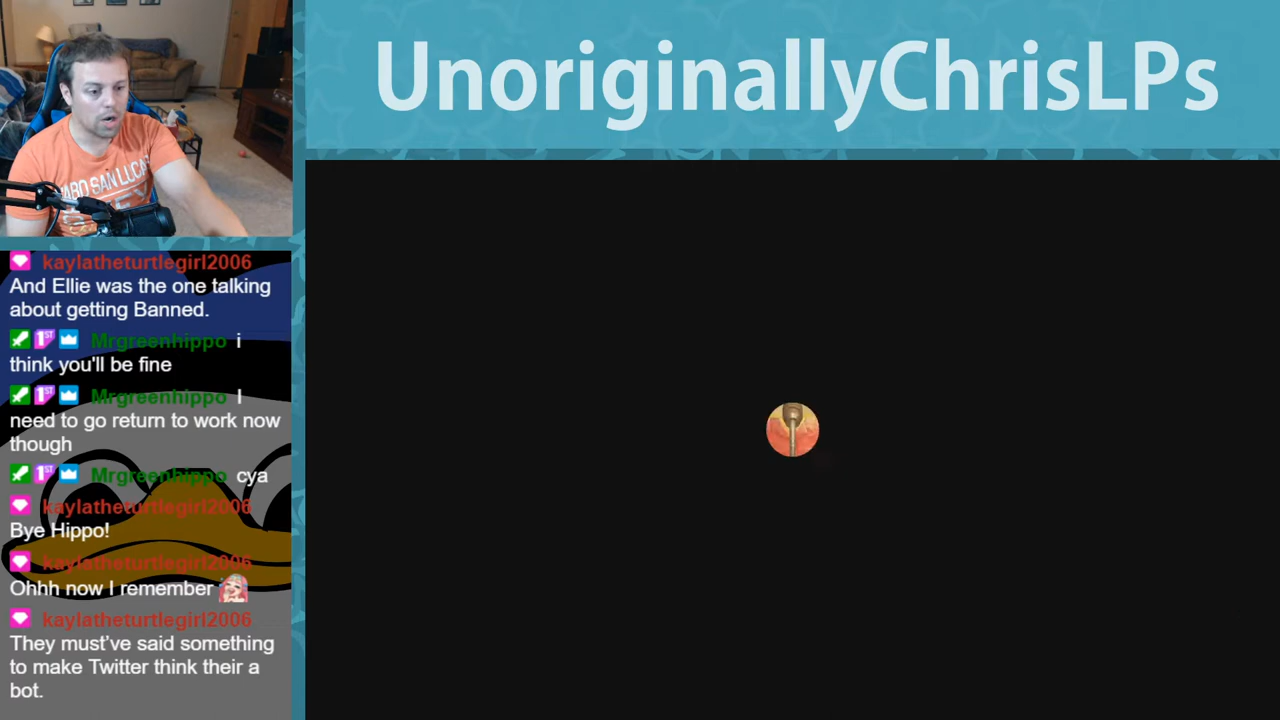 UnoriginallyChrisLPs
kaylatheturtlegirl2006
And Ellie was the one talking
about getting Banned.
Mrgreenhippo i
think you'll be fine
Mrgreenhippo I
need to go return to work now
though
Mrgreenhippo cya
kaylatheturtlegirl2006
Bye Hippo!
kaylatheturtlegirl2006
Ohhh now I remember
kaylatheturtlegirl2006
They must've said something
to make Twitter think their a
bot.